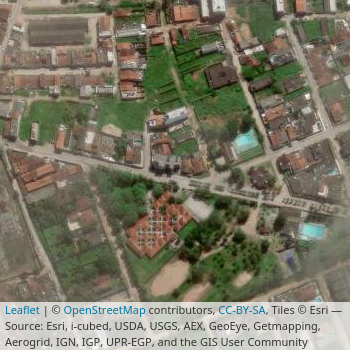 Leaflet | © OpenStreetMap contributors, CC-BY-SA, Tiles © Esri —
Source: Esri, i-cubed, USDA, USGS, AEX, GeoEye, Getmapping,
Aerogrid, IGN, IGP, UPR-EGP, and the GIS User Community